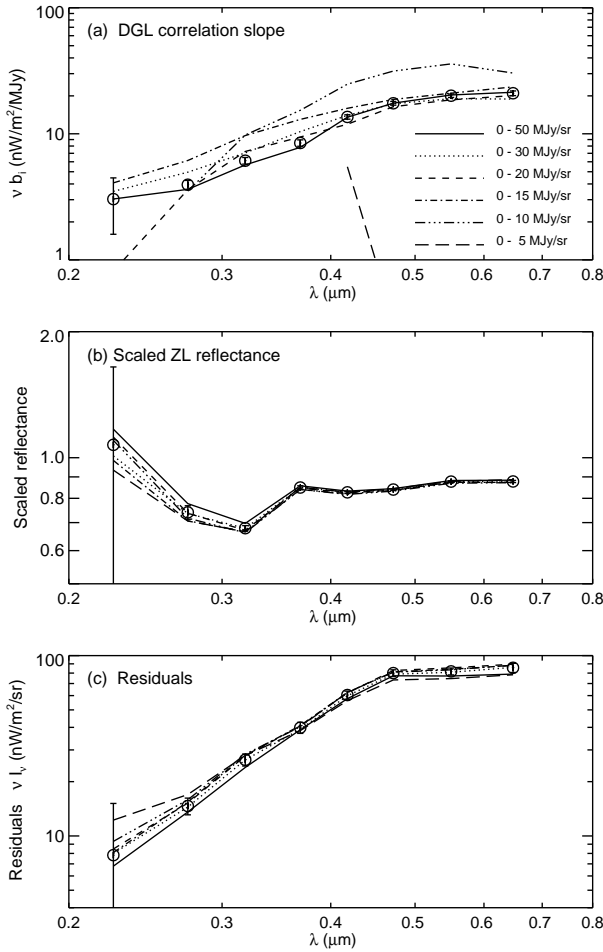 (a) DGL correlation slope
ν bᵢ (nW/m²/MJy)
100
10
1
0 - 50 MJy/sr
0 - 30 MJy/sr
0 - 20 MJy/sr
0 - 15 MJy/sr
0 - 10 MJy/sr
0 - 5 MJy/sr
0.2 0.3 0.4 0.5 0.6 0.7 0.8
λ (μm)
(b) Scaled ZL reflectance
Scaled reflectance
2.0
1.0
0.8
0.6
0.2 0.3 0.4 0.5 0.6 0.7 0.8
λ (μm)
(c) Residuals
Residuals ν Iᵥ (nW/m²/sr)
100
10
0.2 0.3 0.4 0.5 0.6 0.7 0.8
λ (μm)